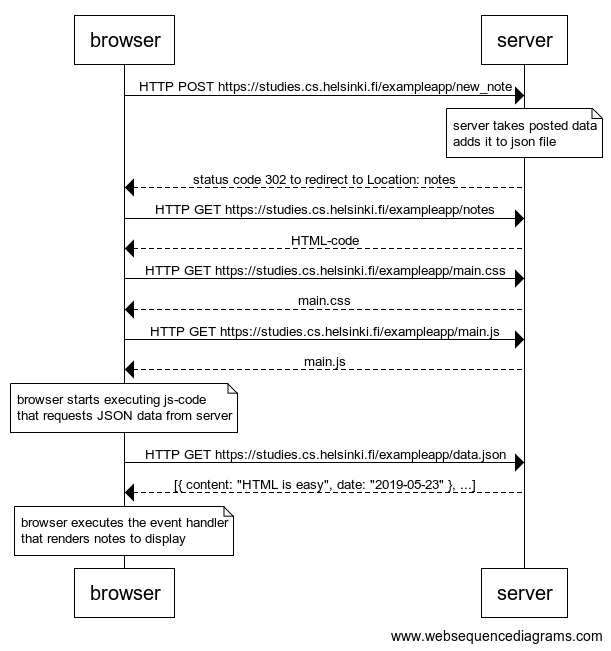 browser
server
HTTP POST https://studies.cs.helsinki.fi/exampleapp/new_note
server takes posted data
adds it to json file
status code 302 to redirect to Location: notes
HTTP GET https://studies.cs.helsinki.fi/exampleapp/notes
HTML-code
HTTP GET https://studies.cs.helsinki.fi/exampleapp/main.css
main.css
HTTP GET https://studies.cs.helsinki.fi/exampleapp/main.js
main.js
browser starts executing js-code
that requests JSON data from server
HTTP GET https://studies.cs.helsinki.fi/exampleapp/data.json
[{ content: "HTML is easy", date: "2019-05-23" }, ...]
browser executes the event handler
that renders notes to display
browser
server
www.websequencediagrams.com